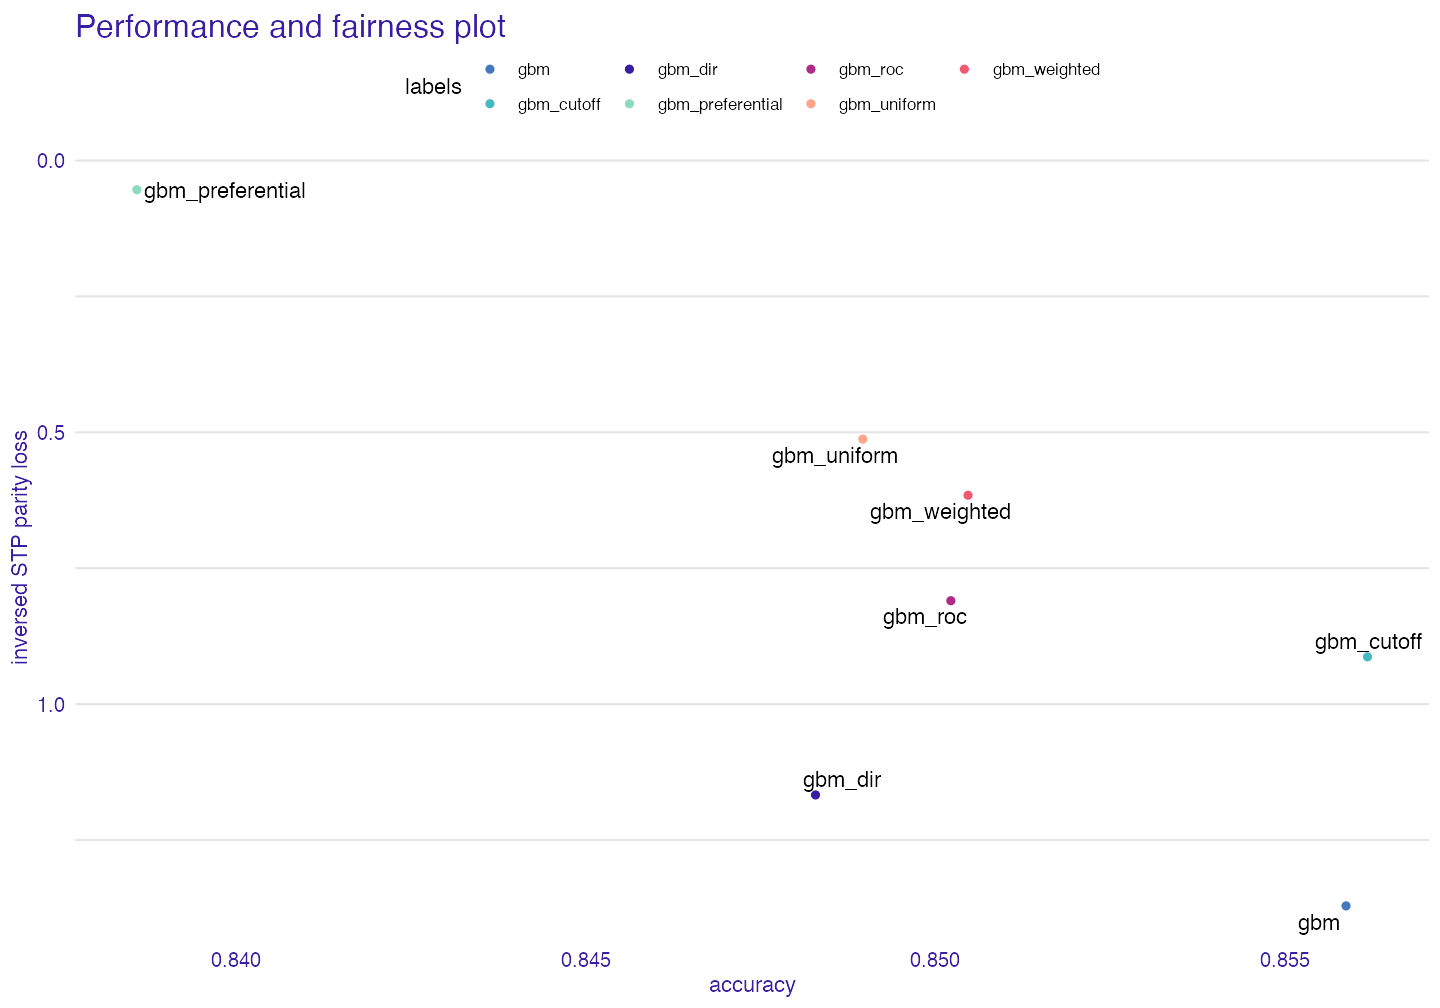 Performance and fairness plot
labels
gbm
gbm_dir
gbm_roc
gbm_weighted
gbm_cutoff
gbm_preferential
gbm_uniform
inversed STP parity loss
0.0
0.5
1.0
gbm_preferential
gbm_uniform
gbm_weighted
gbm_roc
gbm_cutoff
gbm_dir
gbm
0.840
0.845
0.850
0.855
accuracy